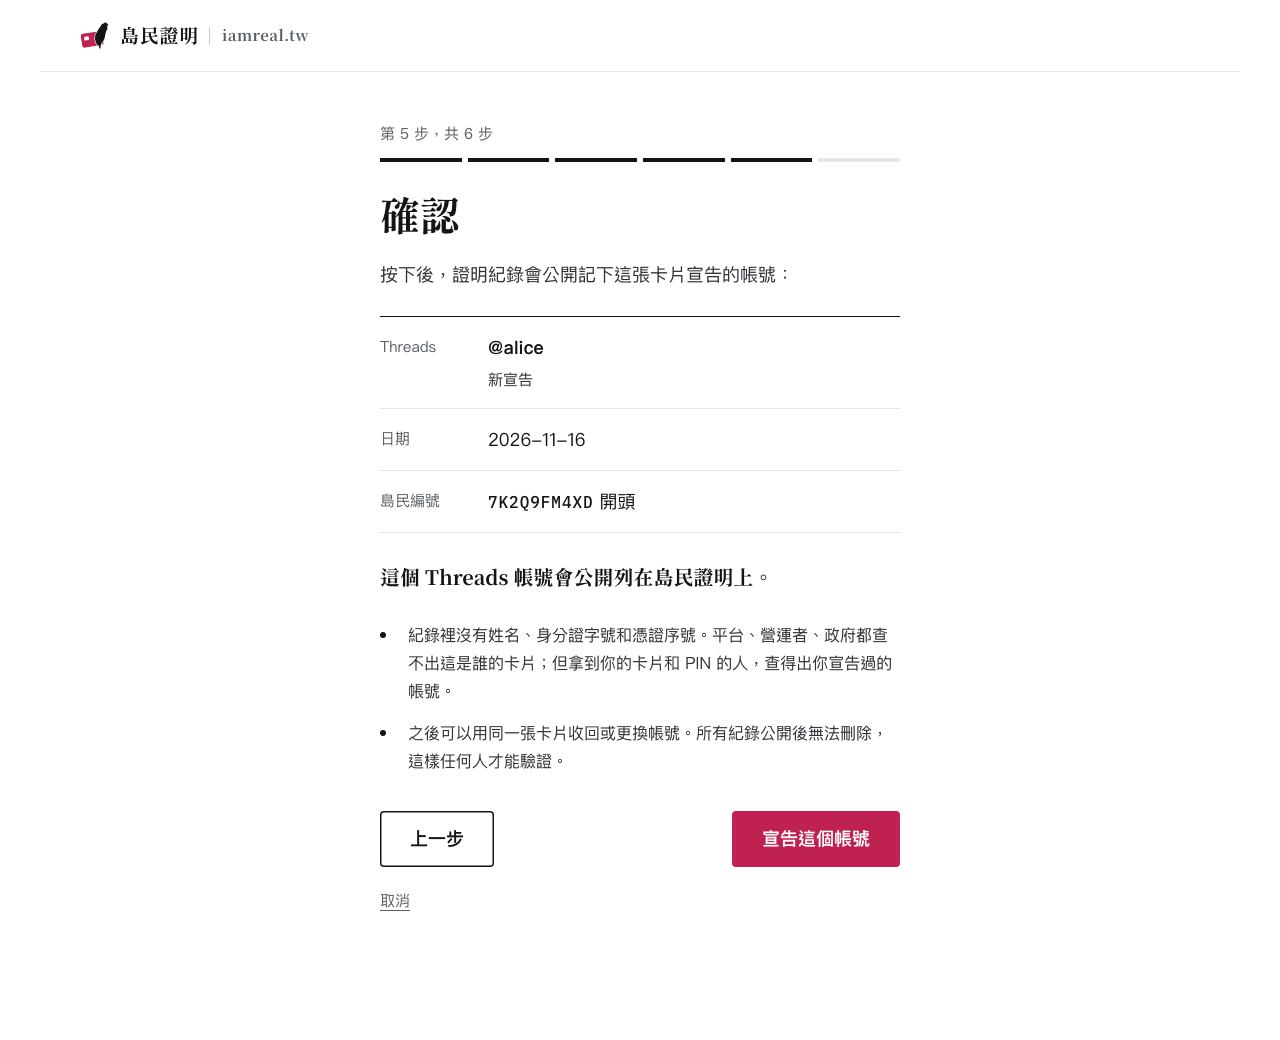 島民證明 iamreal.tw
第 5 步，共 6 步
確認
按下後，證明紀錄會公開記下這張卡片宣告的帳號：
Threads @alice
新宣告
日期 2026–11–16
島民編號 7K2Q9FM4XD 開頭
這個 Threads 帳號會公開列在島民證明上。
• 紀錄裡沒有姓名、身分證字號和憑證序號。平台、營運者、政府都查
不出這是誰的卡片；但拿到你的卡片和 PIN 的人，查得出你宣告過的
帳號。
• 之後可以用同一張卡片收回或更換帳號。所有紀錄公開後無法刪除，
這樣任何人才能驗證。
上一步 宣告這個帳號
取消